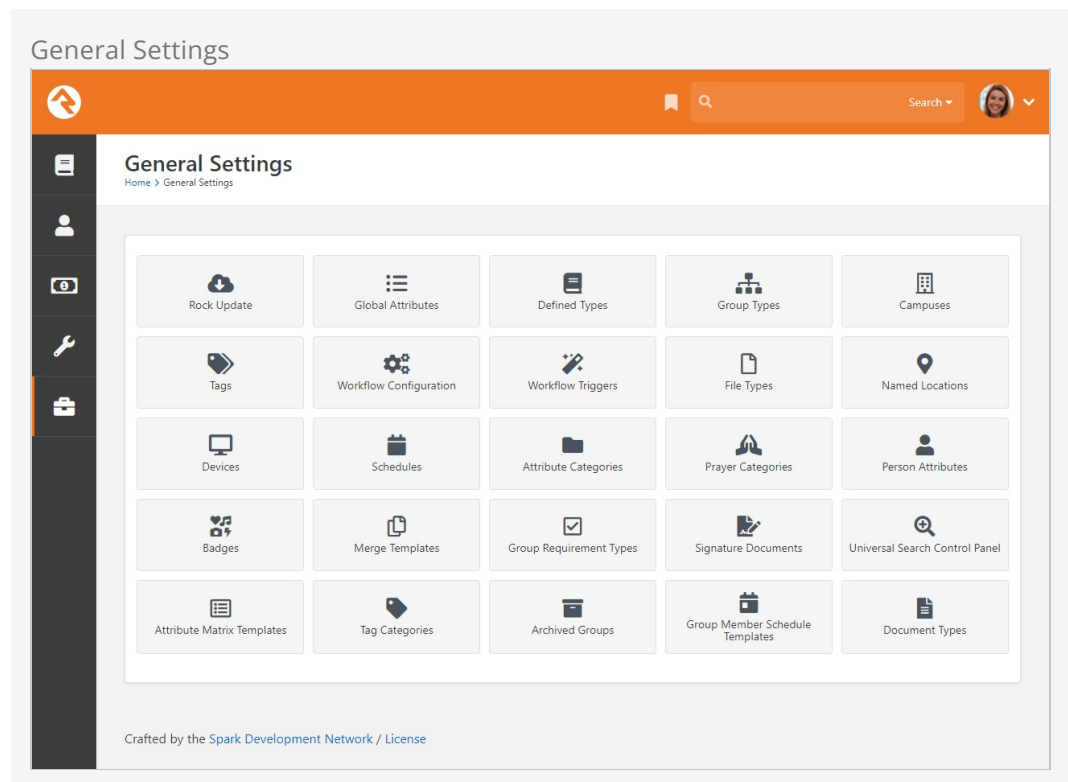 General Settings
Search
General Settings
Home > General Settings
Rock Update
Global Attributes
Defined Types
Group Types
Campuses
Tags
Workflow Configuration
Workflow Triggers
File Types
Named Locations
Devices
Schedules
Attribute Categories
Prayer Categories
Person Attributes
Badges
Merge Templates
Group Requirement Types
Signature Documents
Universal Search Control Panel
Attribute Matrix Templates
Tag Categories
Archived Groups
Group Member Schedule
Templates
Document Types
Crafted by the Spark Development Network / License